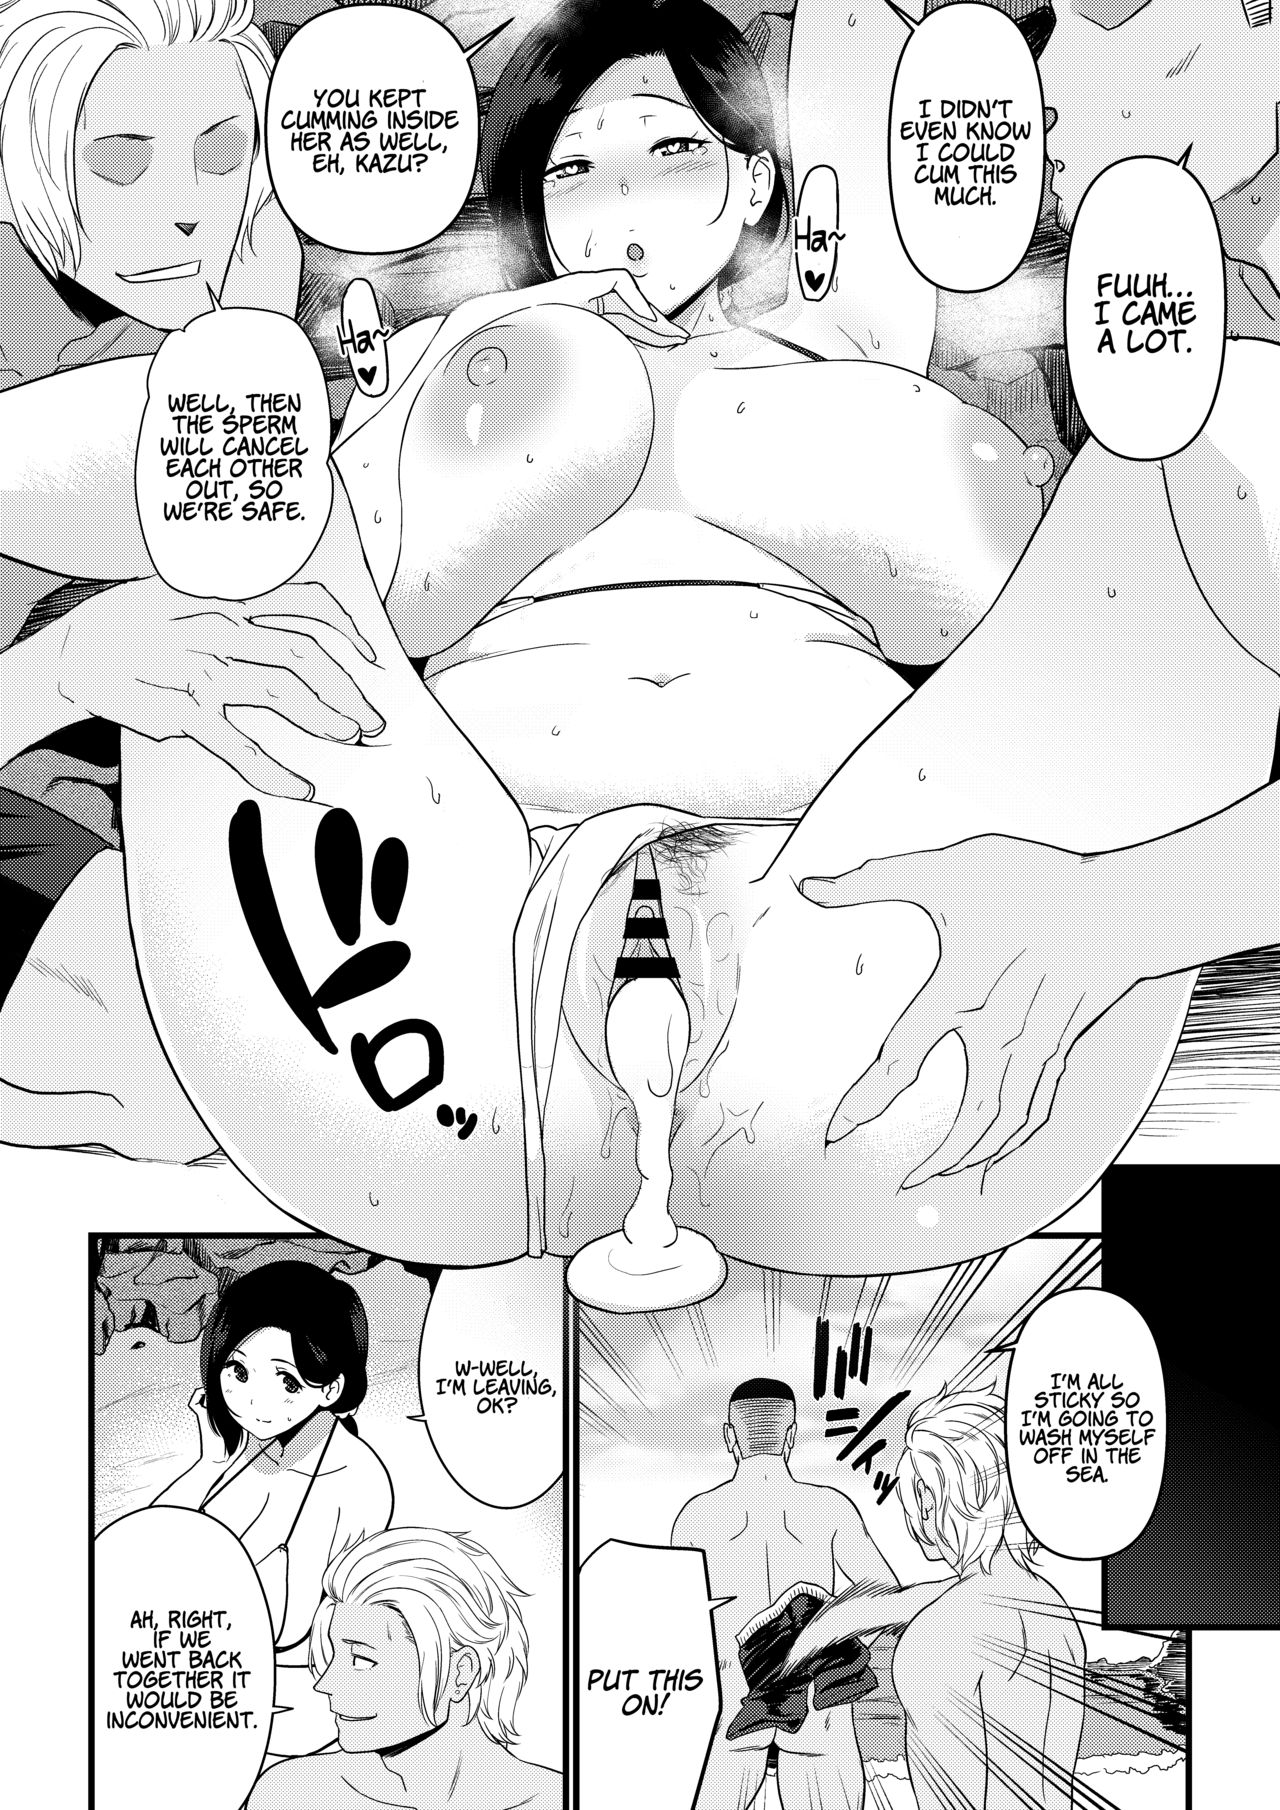 FUUH...
I CAME
A LOT.
I DIDN'T
EVEN KNOW
I COULD
CUM THIS
MUCH.
Ha~♥
Ha~♥
YOU KEPT
CUMMING INSIDE
HER AS WELL,
EH, KAZU?
WELL, THEN
THE SPERM
WILL CANCEL
EACH OTHER
OUT, SO
WE'RE SAFE.
ドロッ
I'M ALL
STICKY SO
I'M GOING TO
WASH MYSELF
OFF IN THE
SEA.
PUT THIS
ON!
W-WELL,
I'M LEAVING,
OK?
AH, RIGHT,
IF WE
WENT BACK
TOGETHER IT
WOULD BE
INCONVENIENT.